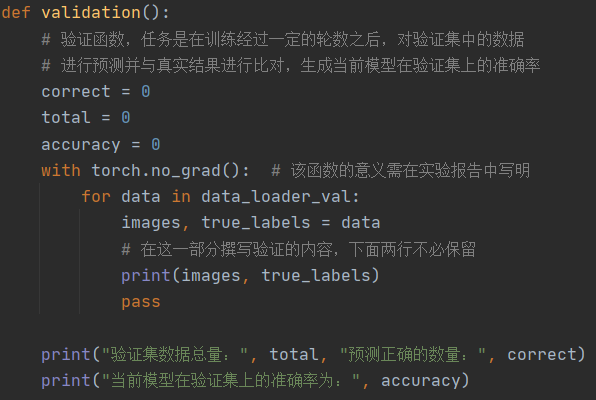 def validation():
    # 验证函数，任务是在训练经过一定的轮数之后，对验证集中的数据
    # 进行预测并与真实结果进行比对，生成当前模型在验证集上的准确率
    correct = 0
    total = 0
    accuracy = 0
    with torch.no_grad():  # 该函数的意义需在实验报告中写明
        for data in data_loader_val:
            images, true_labels = data
            # 在这一部分撰写验证的内容，下面两行不必保留
            print(images, true_labels)
            pass

    print("验证集数据总量：", total, "预测正确的数量：", correct)
    print("当前模型在验证集上的准确率为：", accuracy)